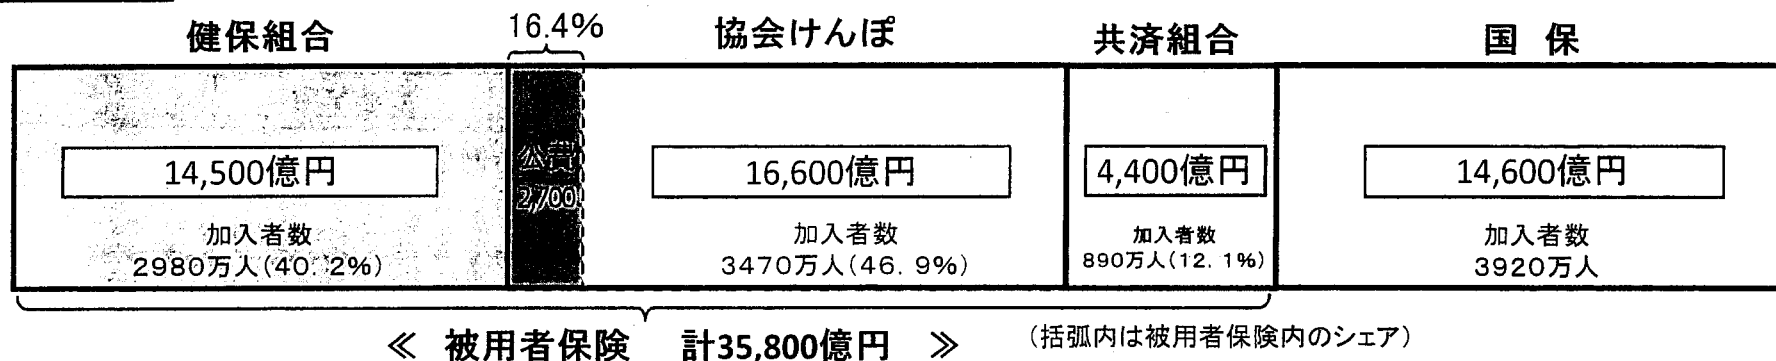 健保組合
16.4%
協会けんぽ
共済組合
国 保
14,500億円
公費
2,700
16,600億円
4,400億円
14,600億円
加入者数
2980万人(40.2%)
加入者数
3470万人(46.9%)
加入者数
890万人(12.1%)
加入者数
3920万人
≪ 被用者保険 計35,800億円 ≫
(括弧内は被用者保険内のシェア)